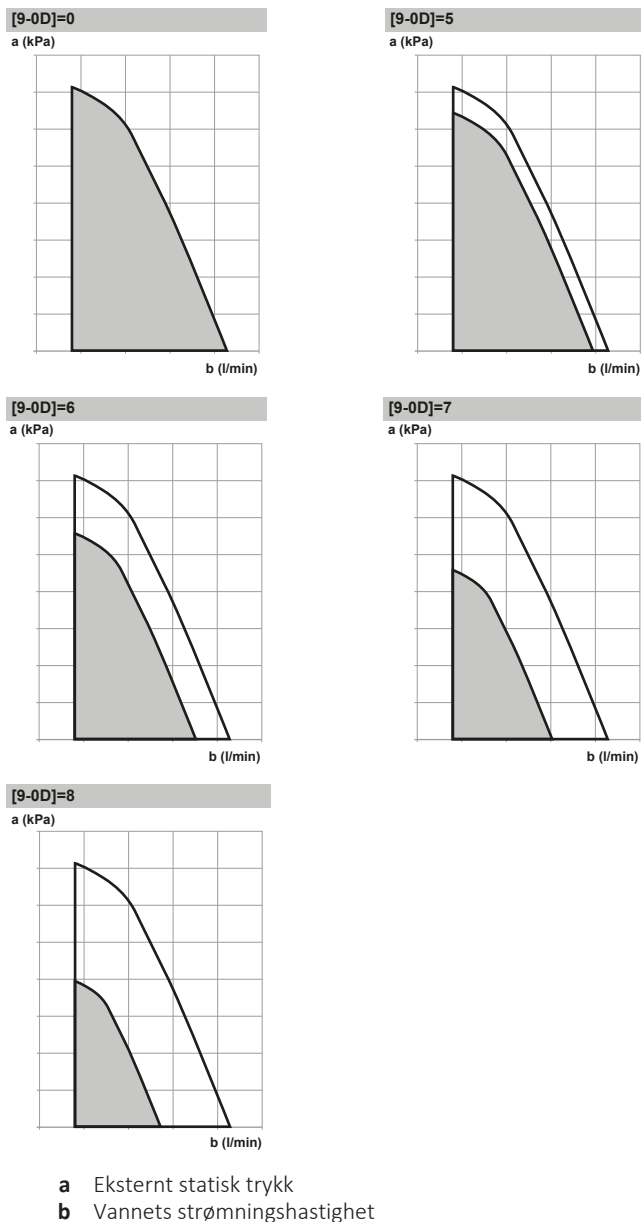 [9-0D]=0
a (kPa)
b (l/min)
[9-0D]=5
a (kPa)
b (l/min)
[9-0D]=6
a (kPa)
b (l/min)
[9-0D]=7
a (kPa)
b (l/min)
[9-0D]=8
a (kPa)
b (l/min)
a Eksternt statisk trykk
b Vannets strømningshastighet